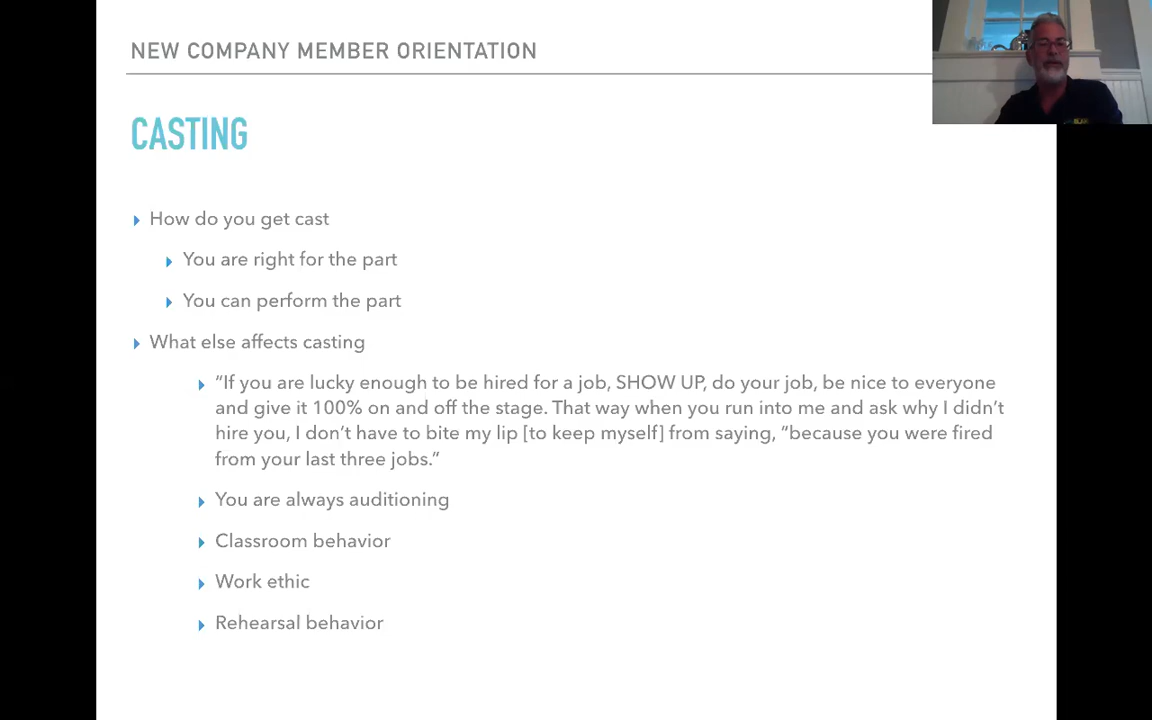 NEW COMPANY MEMBER ORIENTATION
CASTING
How do you get cast
You are right for the part
You can perform the part
What else affects casting
"If you are lucky enough to be hired for a job, SHOW UP, do your job, be nice to everyone
and give it 100% on and off the stage. That way when you run into me and ask why I didn't
hire you, I don't have to bite my lip [to keep myself] from saying, "because you were fired
from your last three jobs."
You are always auditioning
Classroom behavior
Work ethic
Rehearsal behavior